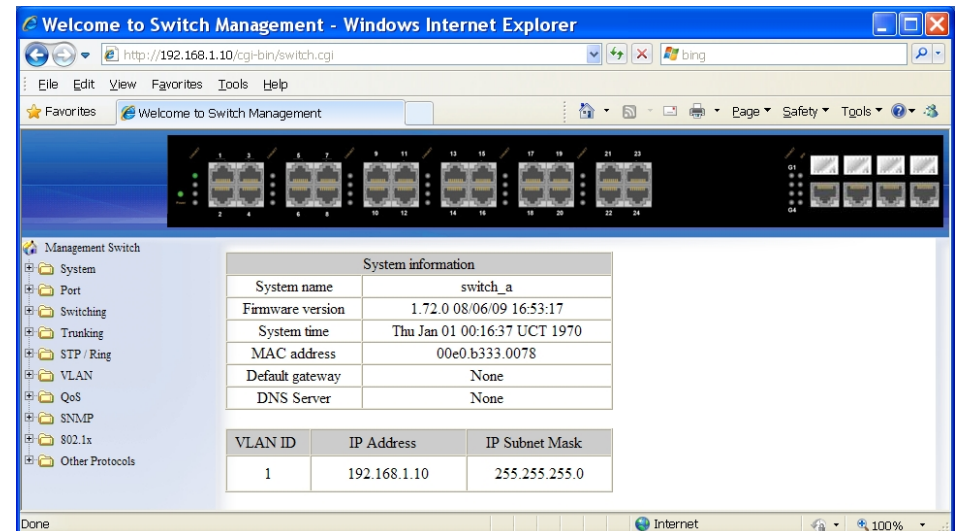 Welcome to Switch Management - Windows Internet Explorer
http://192.168.1.10/cgi-bin/switch.cgi
bing
File Edit View Favorites Tools Help
Favorites
Welcome to Switch Management
Page Safety Tools
1 3 5 7 9 11 13 15 17 19 21 23
G1
2 4 6 8 10 12 14 16 18 20 22 24
G4
Management Switch
System
Port
Switching
Trunking
STP / Ring
VLAN
QoS
SNMP
802.1x
Other Protocols
System information
System name switch_a
Firmware version 1.72.0 08/06/09 16:53:17
System time Thu Jan 01 00:16:37 UCT 1970
MAC address 00e0.b333.0078
Default gateway None
DNS Server None
VLAN ID IP Address IP Subnet Mask
1 192.168.1.10 255.255.255.0
Done
Internet
100%